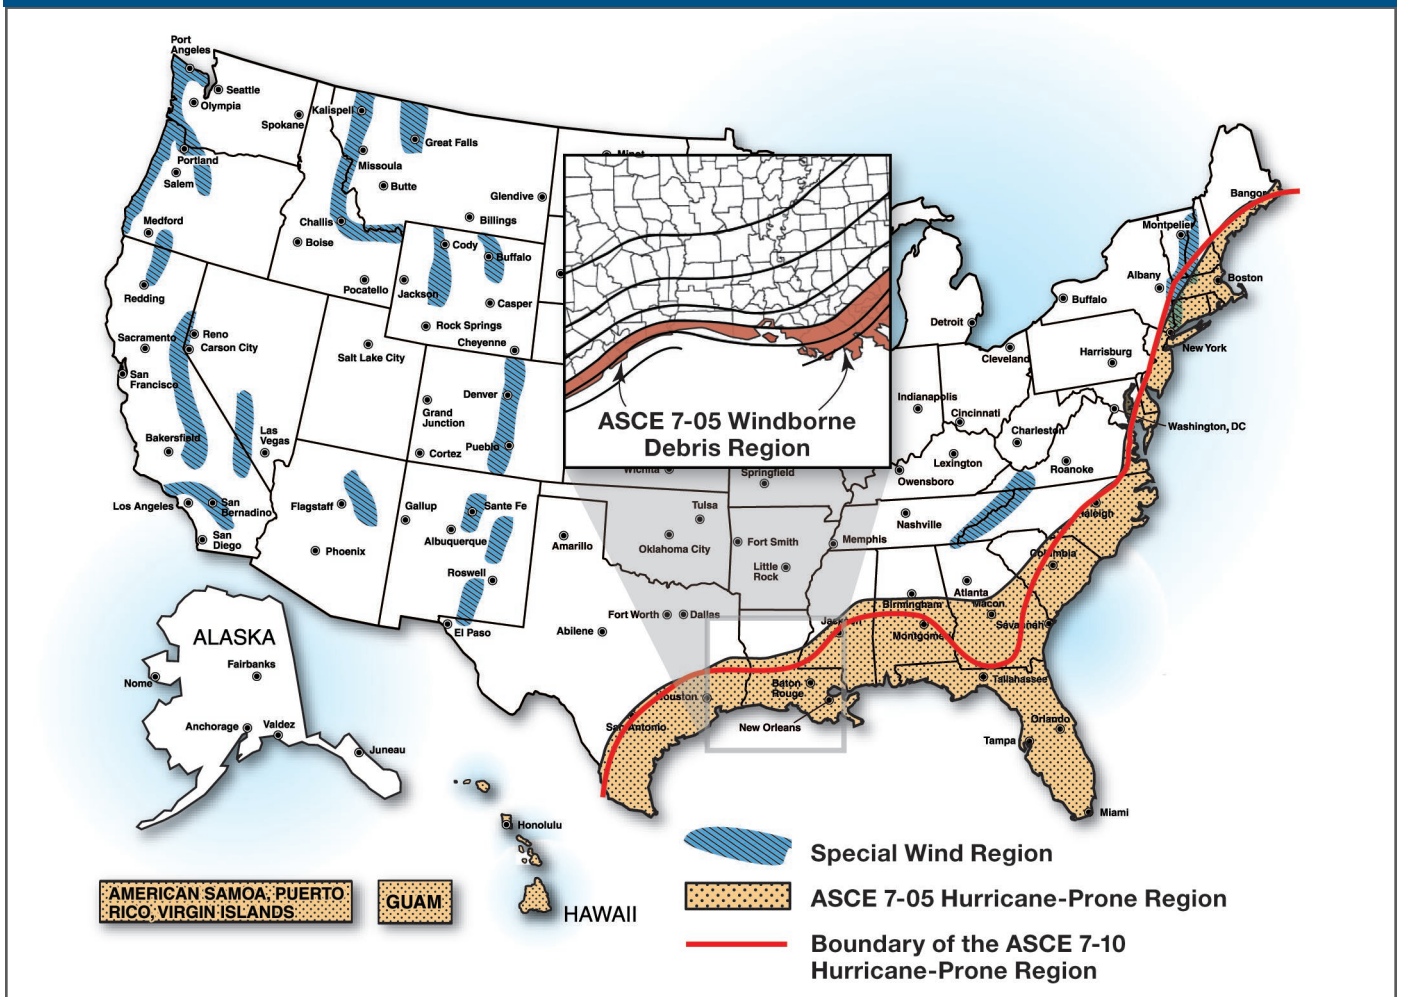 Port
Angeles
Seattle
Olympia
Spokane
Kalispell
Great Falls
Portland
Missoula
Salem
Butte
Glendive
Medford
Challis
Billings
Boise
Cody
Buffalo
Redding
Pocatello
Jackson
Casper
Rock Springs
Sacramento
Reno
Carson City
Salt Lake City
Cheyenne
San
Francisco
Denver
Grand
Junction
Bakersfield
Las
Vegas
Cortez
Pueblo
Los Angeles
San
Bernadino
Flagstaff
Gallup
Sante Fe
San
Diego
Phoenix
Albuquerque
Amarillo
Roswell
El Paso
Abilene
Fort Worth
Dallas
Tulsa
Oklahoma City
Wichita
Springfield
Fort Smith
Little
Rock
Memphis
ASCE 7-05 Windborne
Debris Region
Bangor
Montpelier
Albany
Boston
Buffalo
Detroit
Cleveland
Harrisburg
New York
Indianapolis
Cincinnati
Washington, DC
Charleston
Lexington
Roanoke
Owensboro
Nashville
Raleigh
Columbia
Atlanta
Birmingham
Macon
Savannah
Tallahassee
Houston
Baton
Rouge
San Antonio
New Orleans
Orlando
Tampa
Miami
ALASKA
Fairbanks
Nome
Anchorage
Valdez
Juneau
Honolulu
HAWAII
AMERICAN SAMOA, PUERTO
RICO, VIRGIN ISLANDS
GUAM
Special Wind Region
ASCE 7-05 Hurricane-Prone Region
Boundary of the ASCE 7-10
Hurricane-Prone Region